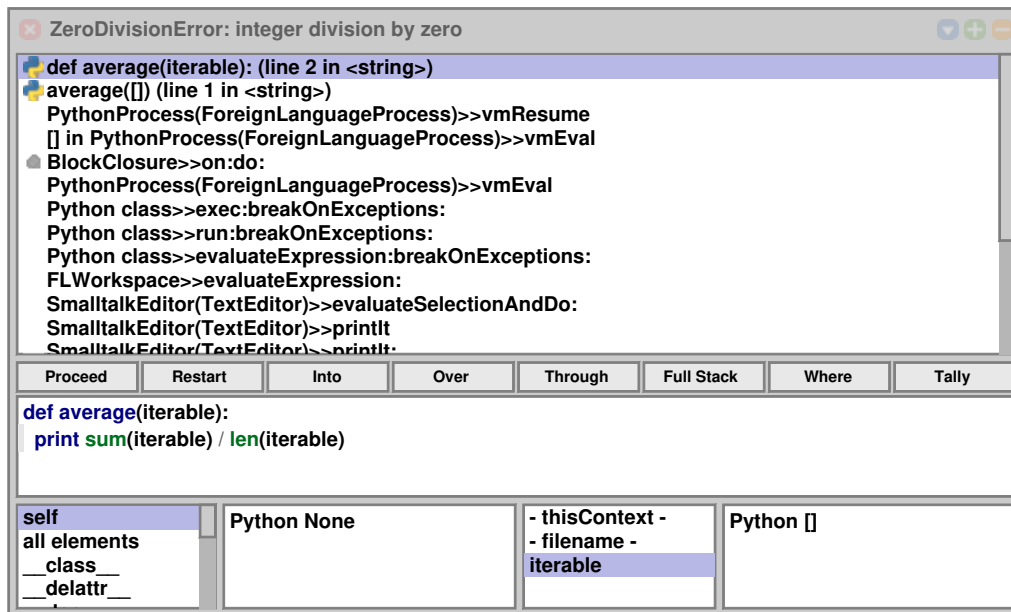 ZeroDivisionError: integer division by zero
def average(iterable): (line 2 in <string>)
average([]) (line 1 in <string>)
PythonProcess(ForeignLanguageProcess)>>vmResume
[] in PythonProcess(ForeignLanguageProcess)>>vmEval
BlockClosure>>on:do:
PythonProcess(ForeignLanguageProcess)>>vmEval
Python class>>exec:breakOnExceptions:
Python class>>run:breakOnExceptions:
Python class>>evaluateExpression:breakOnExceptions:
FLWorkspace>>evaluateExpression:
SmalltalkEditor(TextEditor)>>evaluateSelectionAndDo:
SmalltalkEditor(TextEditor)>>printIt
SmalltalkEditor(TextEditor)>>printIt:
Proceed Restart Into Over Through Full Stack Where Tally
def average(iterable):
print sum(iterable) / len(iterable)
self
all elements
__class__
__delattr__
Python None
- thisContext -
- filename -
iterable
Python []